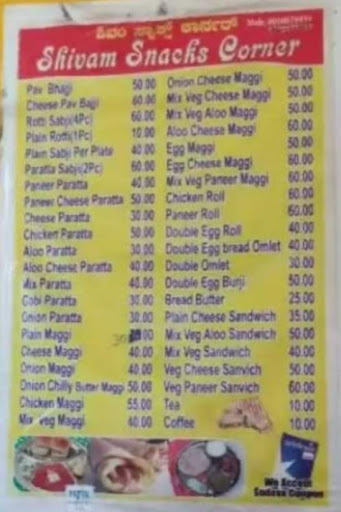 ಶಿವಂ ಸ್ನ್ಯಾಕ್ಸ್ ಕಾರ್ನರ್
Shivam Snacks Corner
Pav Bhaji 50.00
Cheese Pav Bajji 60.00
Rotti Sabji(4Pc) 60.00
Plain Rotti(1Pc) 10.00
Plain Sabji Per Plate 40.00
Paratta Sabji(2Pc) 60.00
Paneer Paratta 40.00
Paneer Cheese Paratta 50.00
Cheese Paratta 30.00
Chicken Paratta 50.00
Aloo Paratta 30.00
Aloo Cheese Paratta 40.00
Mix Paratta 40.00
Gobi Paratta 30.00
Onion Paratta 30.00
Plain Maggi 30 00
Cheese Maggi 40.00
Onion Maggi 40.00
Onion Chilly Butter Maggi 50.00
Chicken Maggi 55.00
Mix Veg Maggi 40.00
Onion Cheese Maggi 50.00
Mix Veg Cheese Maggi 50.00
Mix Veg Aloo Maggi 60.00
Aloo Cheese Maggi 60.00
Egg Maggi 50.00
Egg Cheese Maggi 60.00
Mix Veg Paneer Maggi 60.00
Chicken Roll 60.00
Paneer Roll 60.00
Double Egg Roll 40.00
Double Egg bread Omlet 40.00
Double Omlet 30.00
Double Egg Burji 50.00
Bread Butter 25.00
Plain Cheese Sandwich 35.00
Mix Veg Aloo Sandwich 50.00
Mix Veg Sandwich 40.00
Veg Cheese Sanvich 50.00
Veg Paneer Sanvich 60.00
Tea 10.00
Coffee 10.00
We Accept
Sodexo Coupon